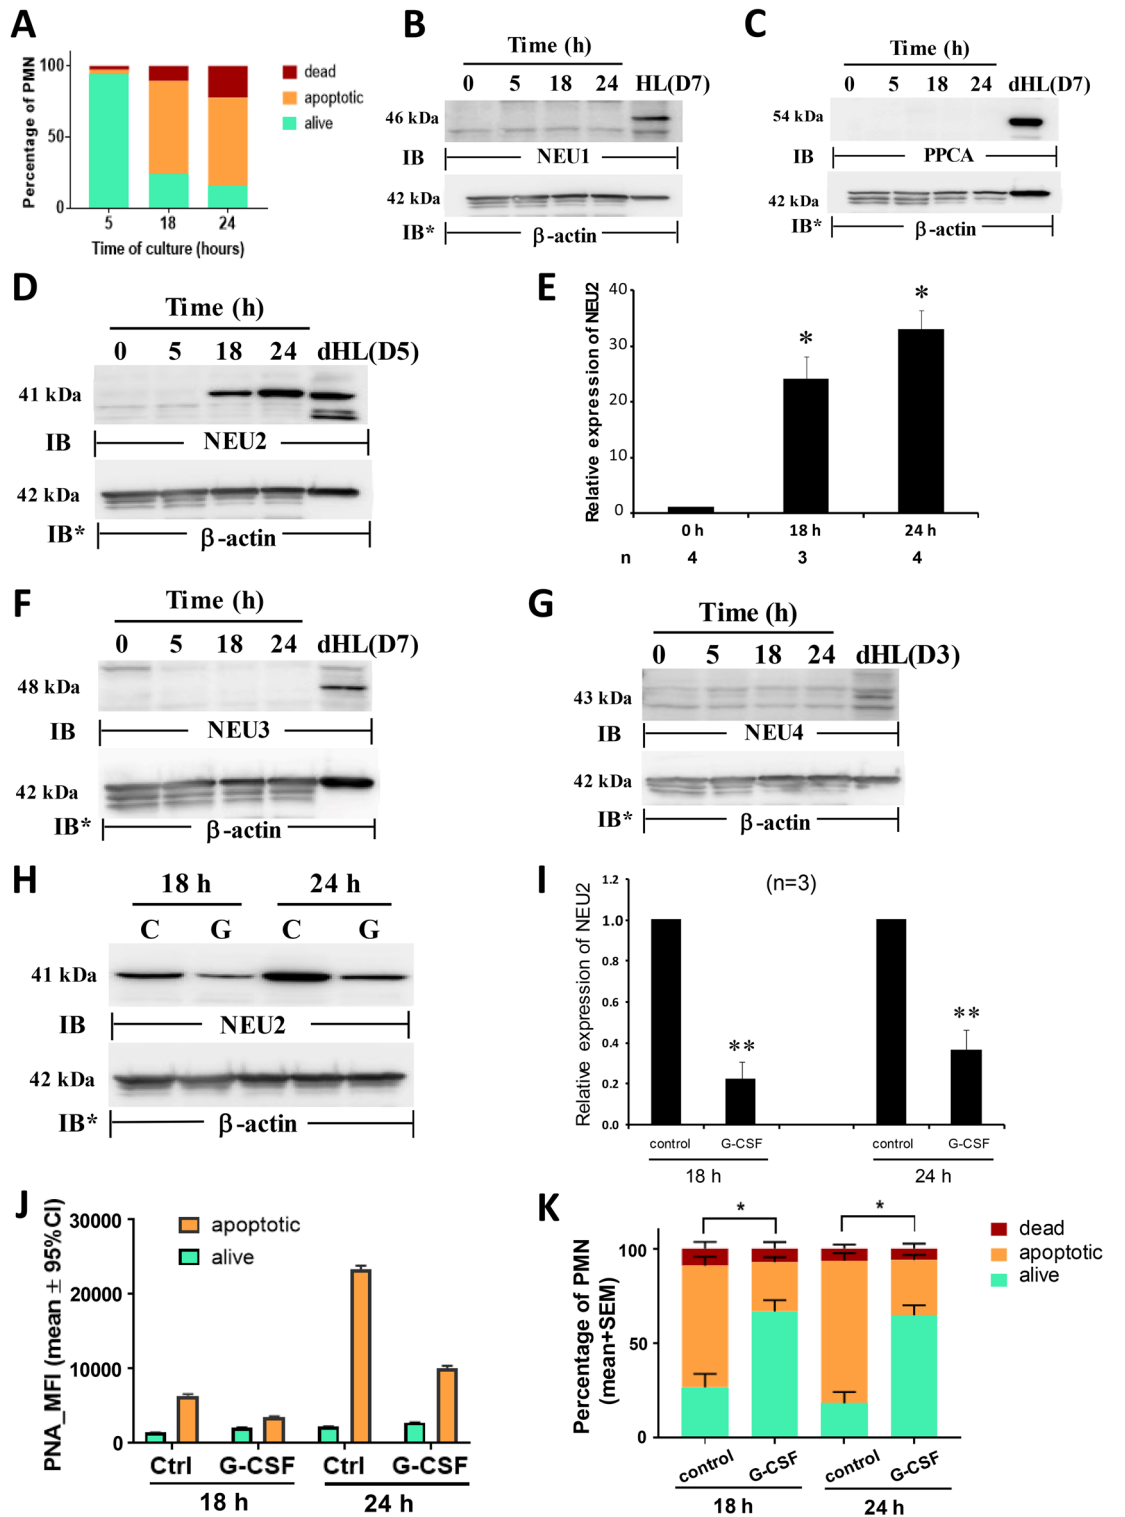 A
Percentage of PMN
100
50
0
5
18
24
Time of culture (hours)
dead
apoptotic
alive
B
Time (h)
0 5 18 24 HL(D7)
46 kDa
IB NEU1
42 kDa
IB* β-actin
C
Time (h)
0 5 18 24 dHL(D7)
54 kDa
IB PPCA
42 kDa
IB* β-actin
D
Time (h)
0 5 18 24 dHL(D5)
41 kDa
IB NEU2
42 kDa
IB* β-actin
E
Relative expression of NEU2
40
30
20
10
0
*
*
0 h 18 h 24 h
n 4 3 4
F
Time (h)
0 5 18 24 dHL(D7)
48 kDa
IB NEU3
42 kDa
IB* β-actin
G
Time (h)
0 5 18 24 dHL(D3)
43 kDa
IB NEU4
42 kDa
IB* β-actin
H
18 h 24 h
C G C G
41 kDa
IB NEU2
42 kDa
IB* β-actin
I
Relative expression of NEU2
(n=3)
1.2
1.0
0.8
0.6
0.4
0.2
0.0
**
**
control G-CSF control G-CSF
18 h 24 h
J
PNA_MFI (mean ± 95%CI)
30000
20000
10000
0
apoptotic
alive
Ctrl G-CSF Ctrl G-CSF
18 h 24 h
K
Percentage of PMN
(mean+SEM)
100
50
0
*
*
dead
apoptotic
alive
control G-CSF control G-CSF
18 h 24 h